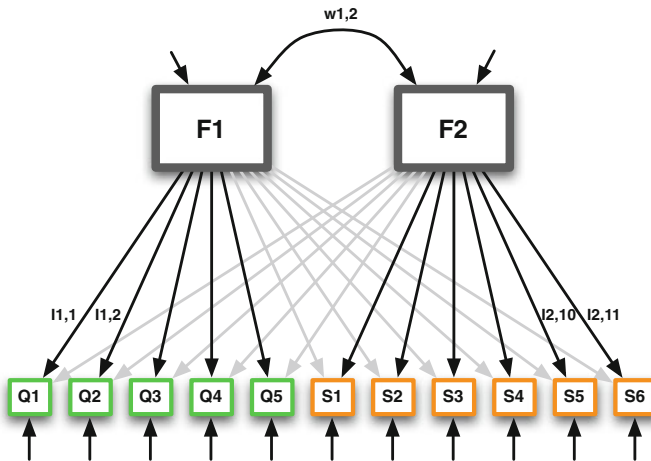 w1,2
F1 F2
l1,1 l1,2 l2,10 l2,11
Q1 Q2 Q3 Q4 Q5 S1 S2 S3 S4 S5 S6